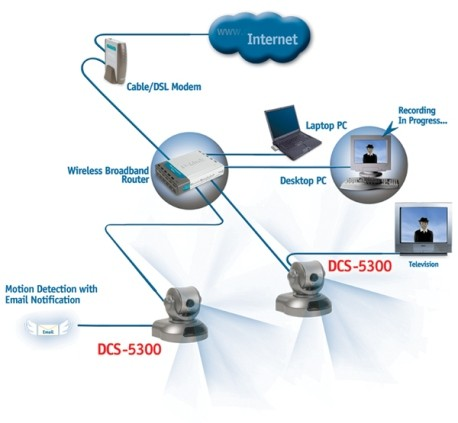 www.
Internet
Cable/DSL Modem
Recording
In Progress...
Laptop PC
Wireless Broadband
Router
Desktop PC
DCS-5300
Television
Motion Detection with
Email Notification
Email
DCS-5300